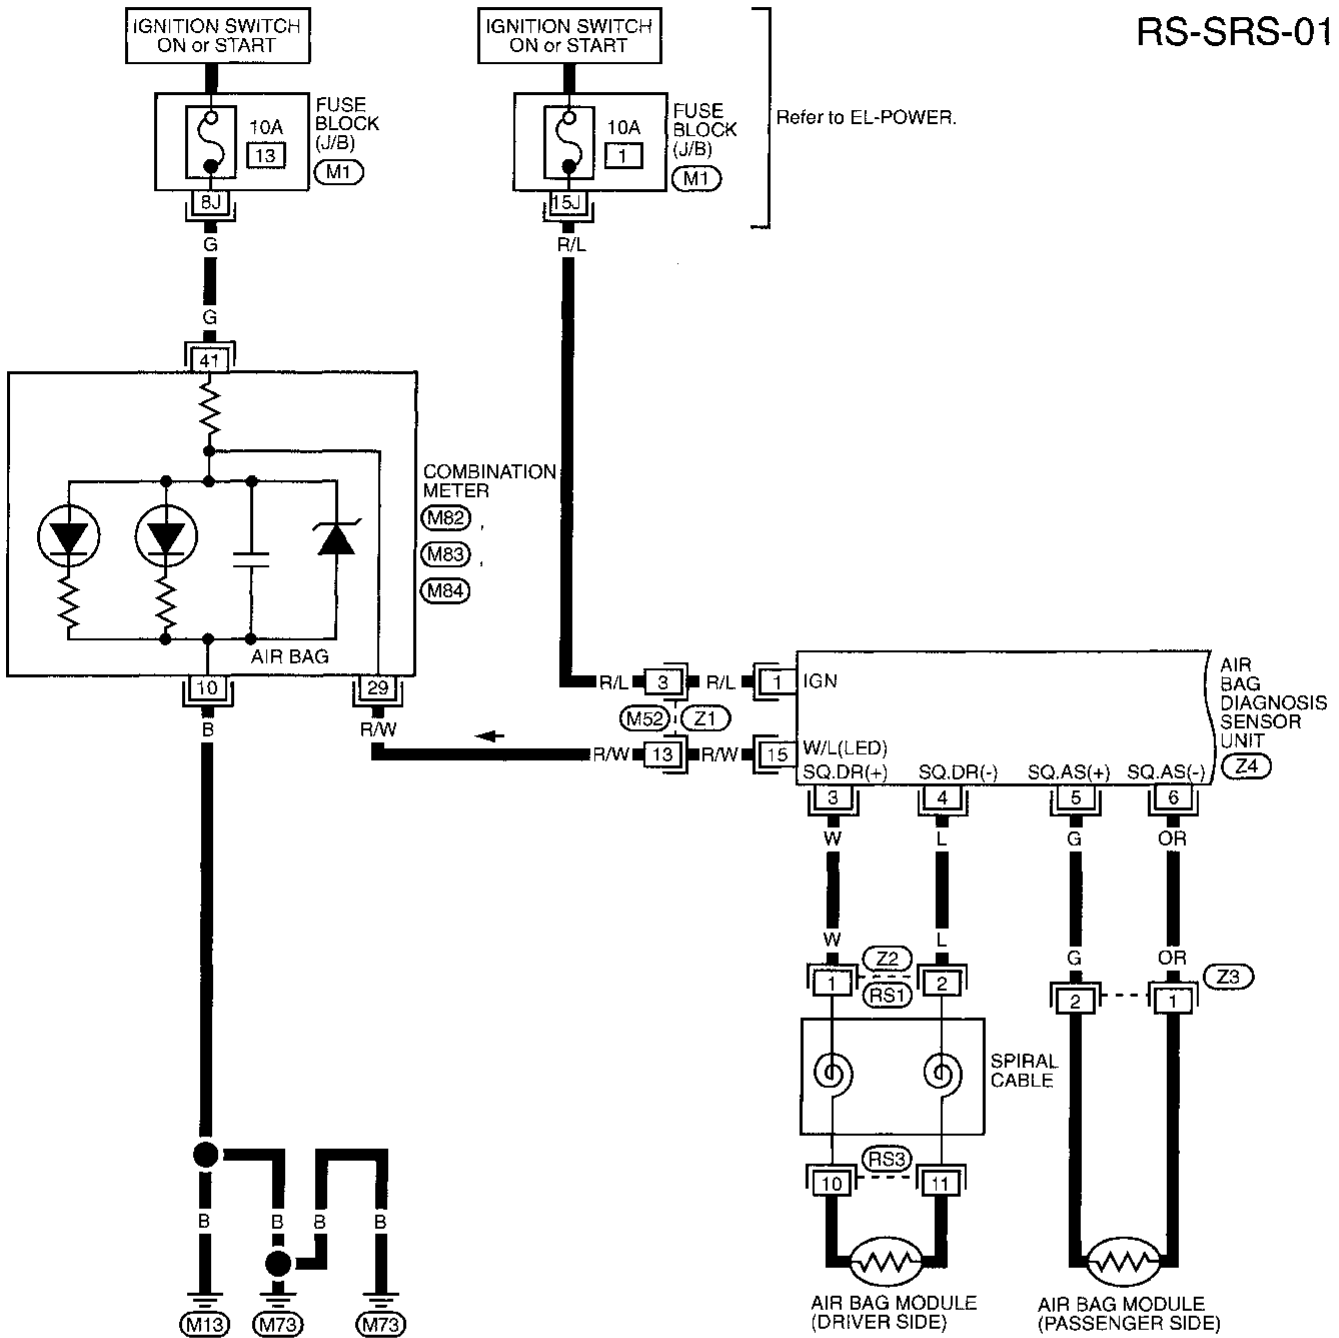 RS-SRS-01
IGNITION SWITCH
ON or START
IGNITION SWITCH
ON or START
FUSE
BLOCK
(J/B)
M1
10A
13
8J
FUSE
BLOCK
(J/B)
M1
10A
1
15J
Refer to EL-POWER.
G
R/L
G
41
COMBINATION
METER
M82 ,
M83 ,
M84
AIR BAG
10
29
B
R/W
R/L
3
R/L
1
IGN
M52
Z1
R/W
13
R/W
15
W/L(LED)
SQ.DR(+)
SQ.DR(-)
SQ.AS(+)
SQ.AS(-)
AIR
BAG
DIAGNOSIS
SENSOR
UNIT
Z4
3
4
5
6
W
L
G
OR
W
L
G
OR
1
Z2
RS1
2
2
1
Z3
SPIRAL
CABLE
RS3
10
11
B
B
B
B
M13
M73
M73
AIR BAG MODULE
(DRIVER SIDE)
AIR BAG MODULE
(PASSENGER SIDE)